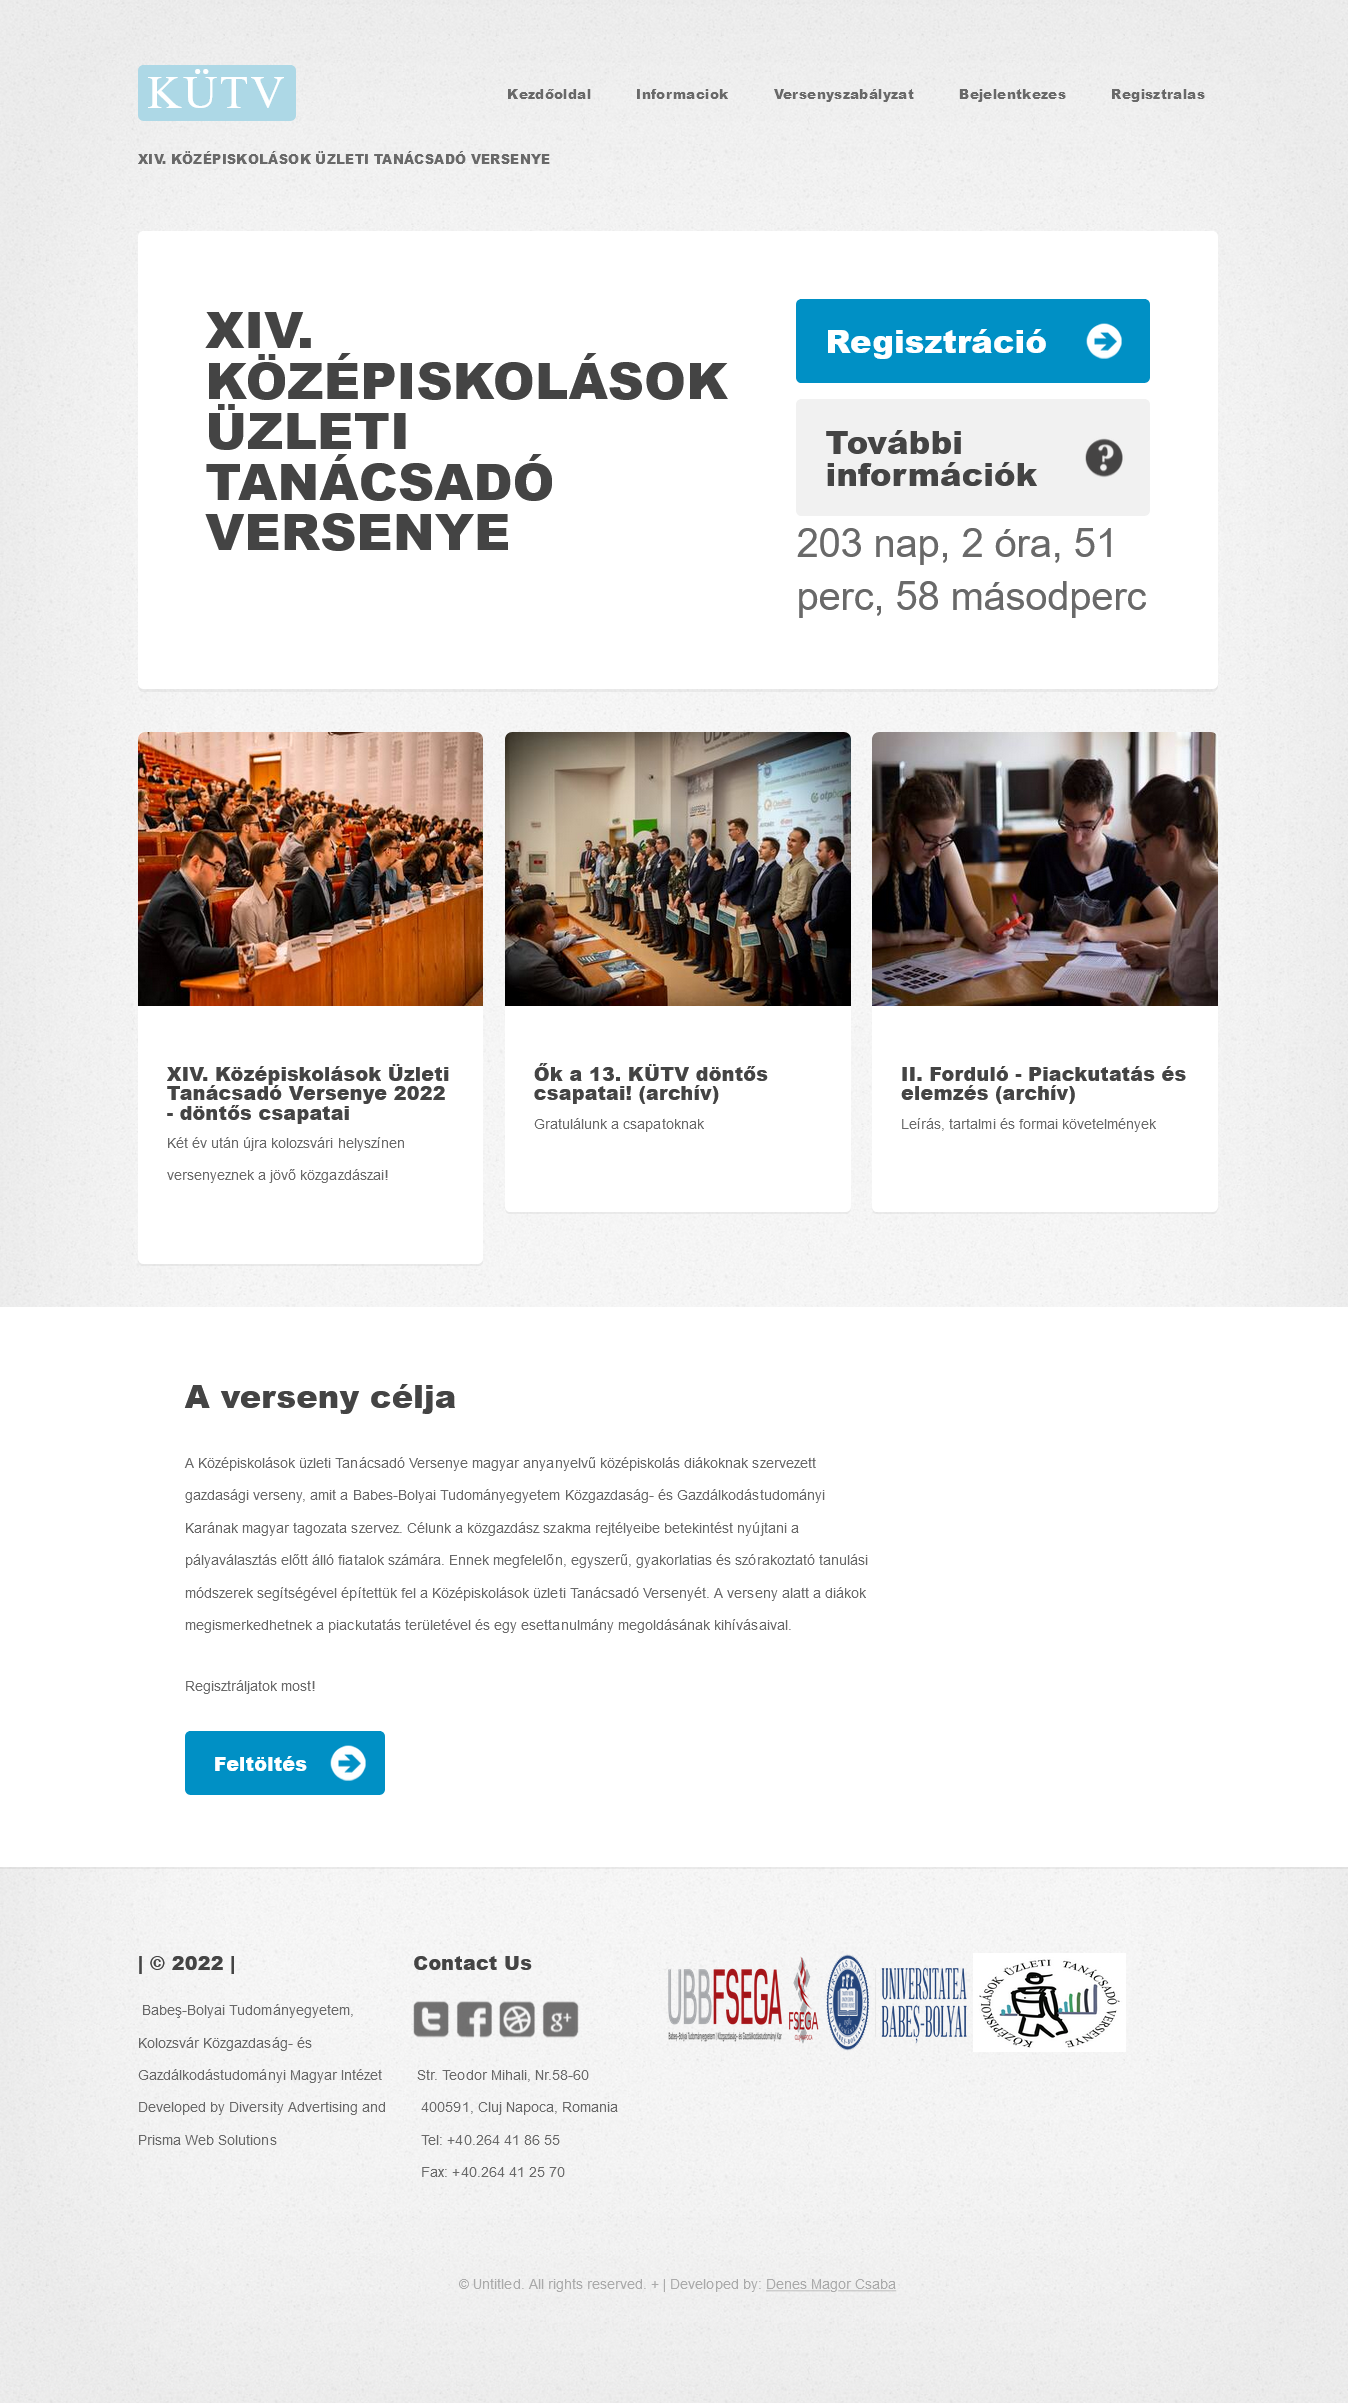 KÜTV
Kezdőoldal Informaciok Versenyszabályzat Bejelentkezes Regisztralas
XIV. KÖZÉPISKOLÁSOK ÜZLETI TANÁCSADÓ VERSENYE
XIV.
KÖZÉPISKOLÁSOK
ÜZLETI
TANÁCSADÓ
VERSENYE
Regisztráció
További
információk
203 nap, 2 óra, 51
perc, 58 másodperc
XIV. Középiskolások Üzleti
Tanácsadó Versenye 2022
- döntős csapatai
Két év után újra kolozsvári helyszínen
versenyeznek a jövő közgazdászai!
Ők a 13. KÜTV döntős
csapatai! (archív)
Gratulálunk a csapatoknak
II. Forduló - Piackutatás és
elemzés (archív)
Leírás, tartalmi és formai követelmények
A verseny célja
A Középiskolások üzleti Tanácsadó Versenye magyar anyanyelvű középiskolás diákoknak szervezett
gazdasági verseny, amit a Babes-Bolyai Tudományegyetem Közgazdaság- és Gazdálkodástudományi
Karának magyar tagozata szervez. Célunk a közgazdász szakma rejtélyeibe betekintést nyújtani a
pályaválasztás előtt álló fiatalok számára. Ennek megfelelőn, egyszerű, gyakorlatias és szórakoztató tanulási
módszerek segítségével építettük fel a Középiskolások üzleti Tanácsadó Versenyét. A verseny alatt a diákok
megismerkedhetnek a piackutatás területével és egy esettanulmány megoldásának kihívásaival.
Regisztráljatok most!
Feltöltés
| © 2022 |
Babeş-Bolyai Tudományegyetem,
Kolozsvár Közgazdaság- és
Gazdálkodástudományi Magyar Intézet
Developed by Diversity Advertising and
Prisma Web Solutions
Contact Us
Str. Teodor Mihali, Nr.58-60
400591, Cluj Napoca, Romania
Tel: +40.264 41 86 55
Fax: +40.264 41 25 70
UBBFSEGA
Babeș-Bolyai Tudományegyetem | Közgazdaság- és Gazdálkodástudományi Kar
FSEGA
UNIVERSITATEA
BABEȘ-BOLYAI
KÖZÉPISKOLÁSOK ÜZLETI TANÁCSADÓ VERSENYE
© Untitled. All rights reserved. + | Developed by: Denes Magor Csaba